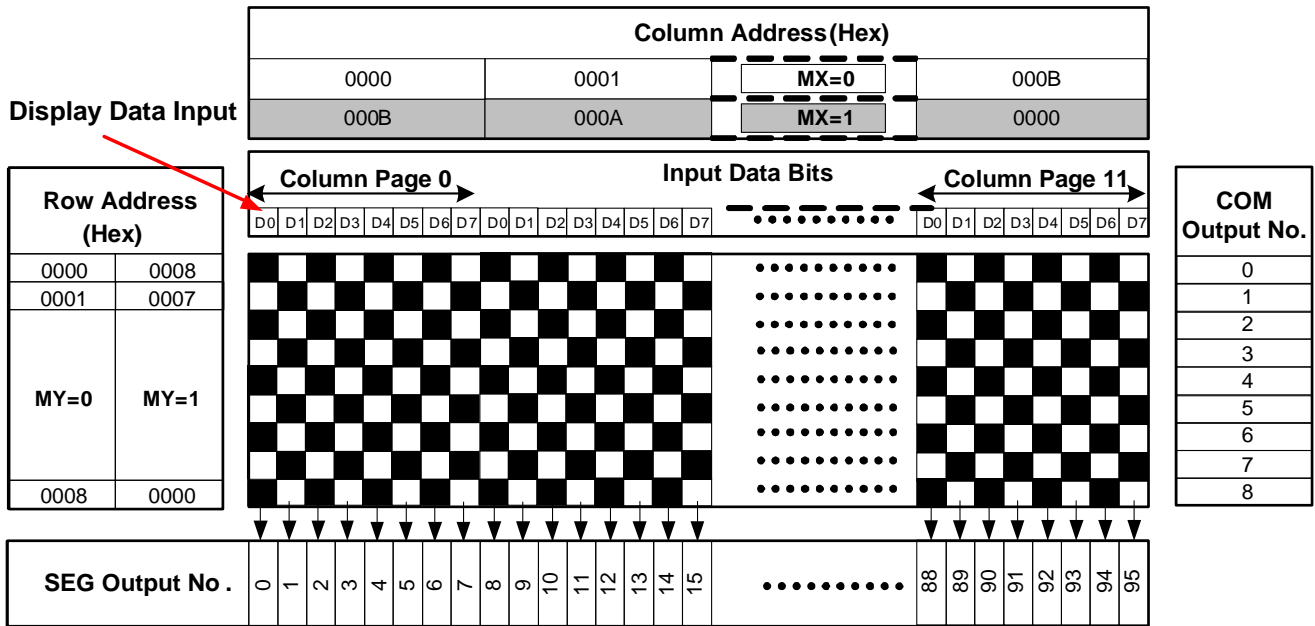 Column Address(Hex)
0000 0001 MX=0 000B
000B 000A MX=1 0000
Display Data Input
Column Page 0 Input Data Bits Column Page 11
D0 D1 D2 D3 D4 D5 D6 D7 D0 D1 D2 D3 D4 D5 D6 D7 D0 D1 D2 D3 D4 D5 D6 D7
Row Address
(Hex)
0000 0008
0001 0007
MY=0 MY=1
0008 0000
COM
Output No.
0
1
2
3
4
5
6
7
8
SEG Output No. 0 1 2 3 4 5 6 7 8 9 10 11 12 13 14 15 88 89 90 91 92 93 94 95